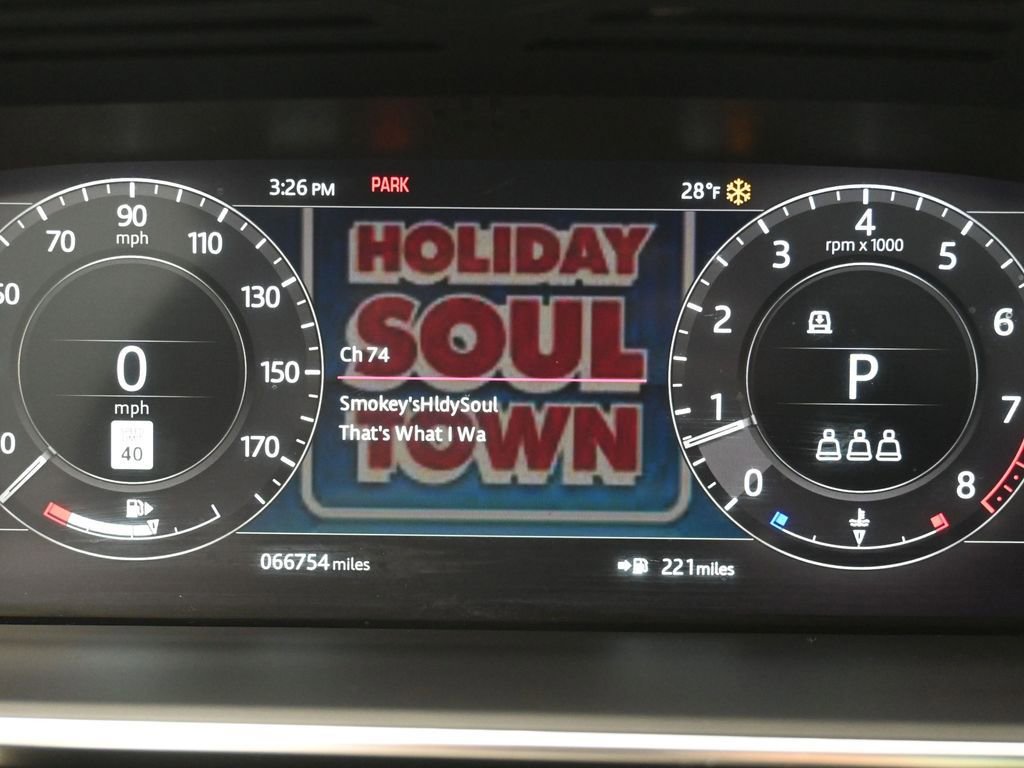 3:26 PM PARK 28°F
90
mph
70 110
130
150
170
0
mph
SPEED
LIMIT
40
HOLIDAY
SOUL
TOWN
Ch 74
Smokey'sHldySoul
That's What I Wa
4
rpm x 1000
3 5
2 6
1 7
0 8
P
066754 miles
221 miles